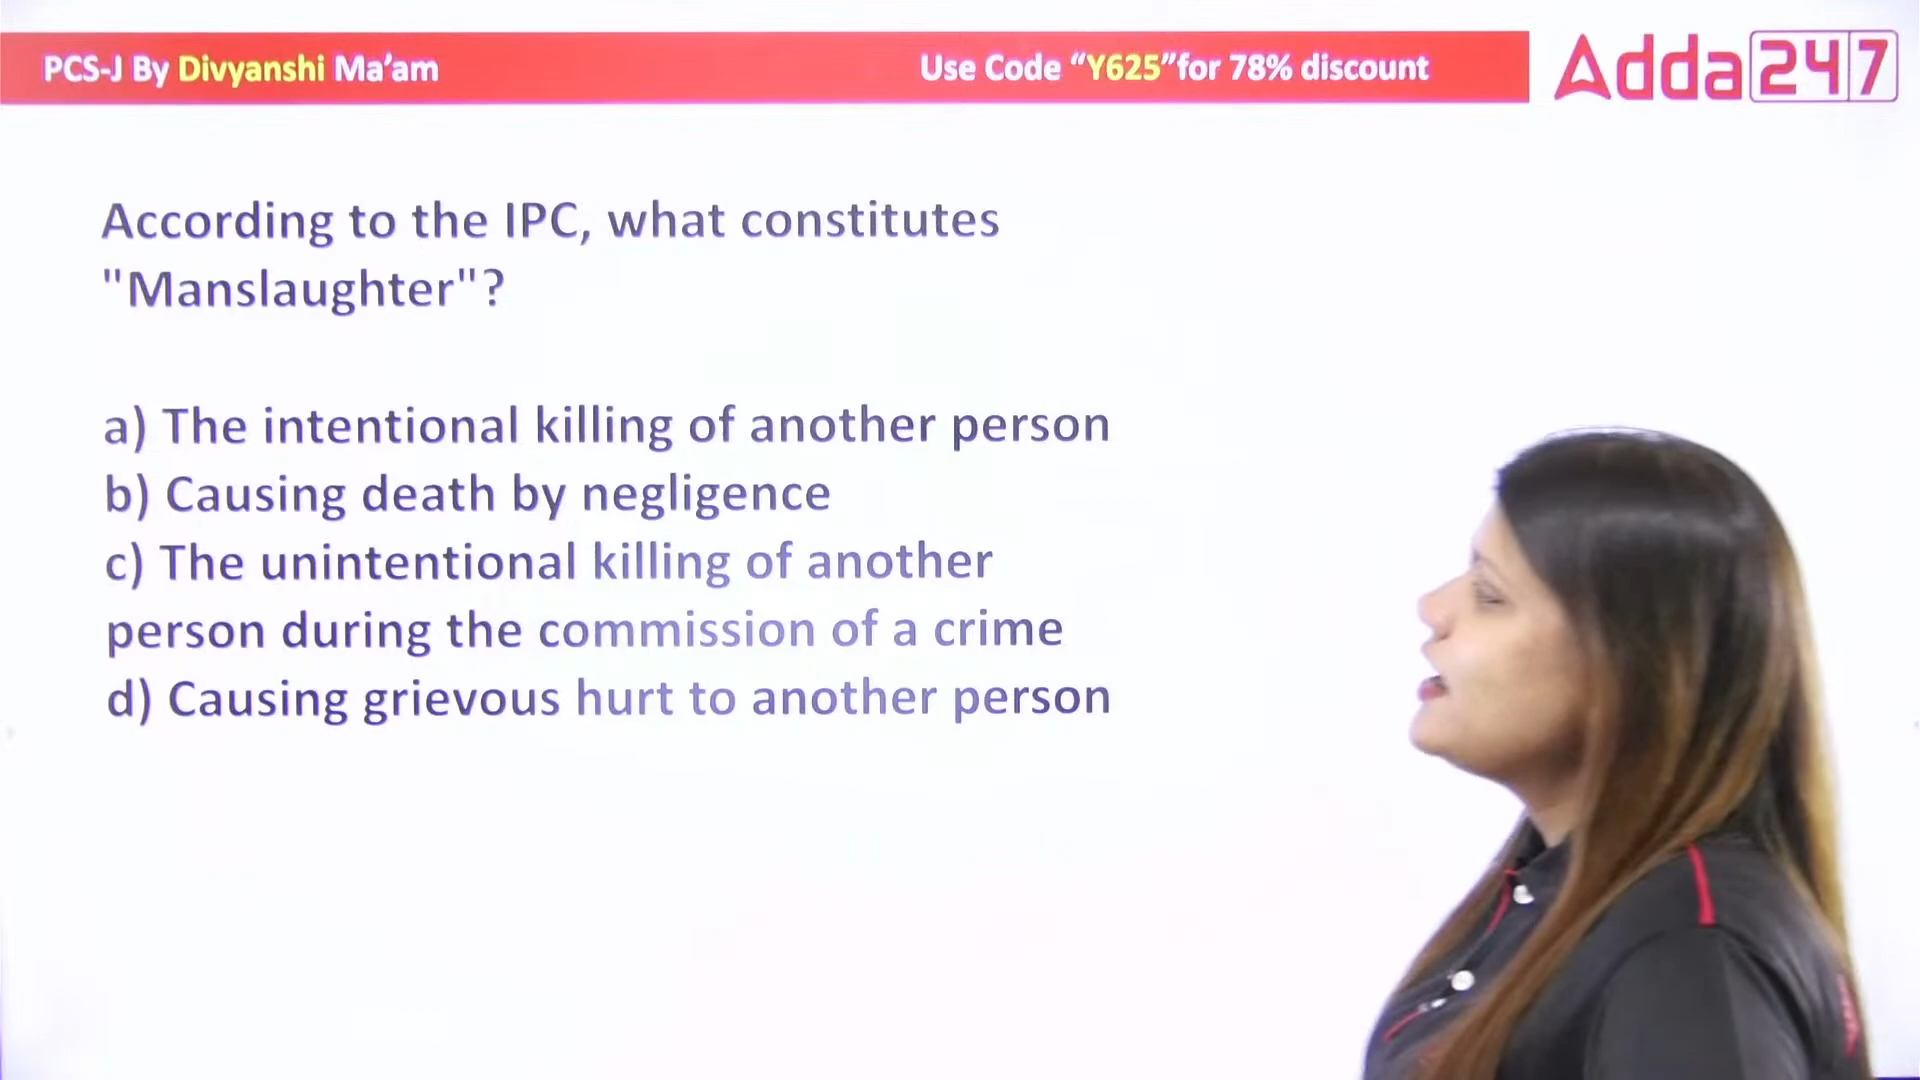 PCS-J By Divyanshi Ma’am
Use Code “Y625”for 78% discount
Adda247
According to the IPC, what constitutes
"Manslaughter"?
a) The intentional killing of another person
b) Causing death by negligence
c) The unintentional killing of another
person during the commission of a crime
d) Causing grievous hurt to another person